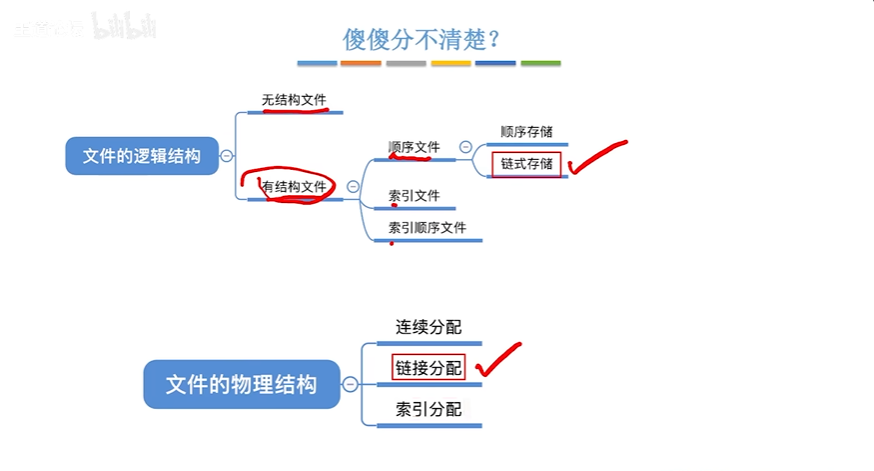 bilibili
傻傻分不清楚？
无结构文件
顺序存储
顺序文件
文件的逻辑结构
链式存储
有结构文件
索引文件
索引顺序文件
连续分配
链接分配
文件的物理结构
索引分配